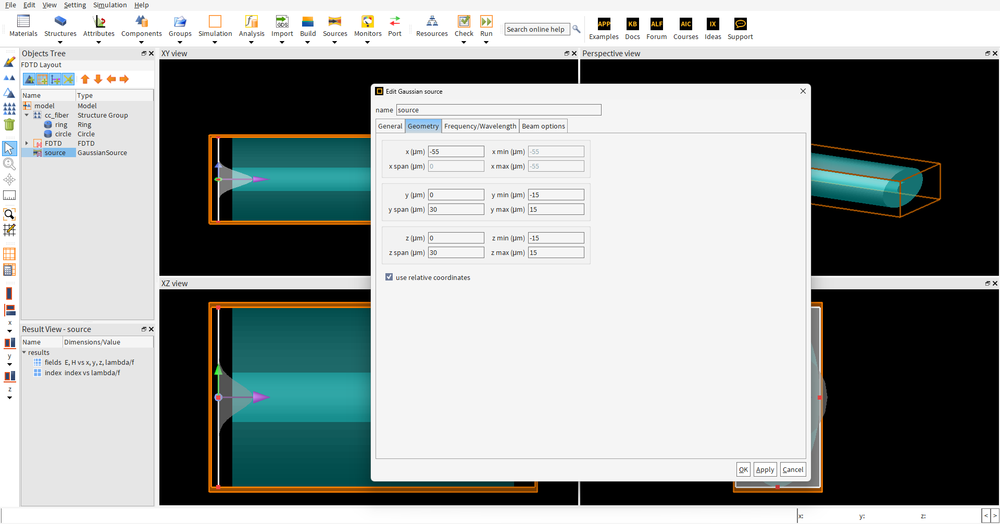 File Edit View Setting Simulation Help
Materials Structures Attributes Components Groups Simulation Analysis Import Build Sources Monitors Port Resources Check Run
GDS
Search online help
APP KB ALF AIC IX
Examples Docs Forum Courses Ideas Support
Objects Tree
FDTD Layout
Name Type
model Model
cc_fiber Structure Group
ring Ring
circle Circle
FDTD FDTD
source GaussianSource
Result View - source
Name Dimensions/Value
results
fields E, H vs x, y, z, lambda/f
index index vs lambda/f
x
y
z
XY view
Perspective view
XZ view
Edit Gaussian source
name source
General Geometry Frequency/Wavelength Beam options
x (µm) -55 x min (µm) -55
x span (µm) 0 x max (µm) -55
y (µm) 0 y min (µm) -15
y span (µm) 30 y max (µm) 15
z (µm) 0 z min (µm) -15
z span (µm) 30 z max (µm) 15
use relative coordinates
OK Apply Cancel
x: y: z: < >